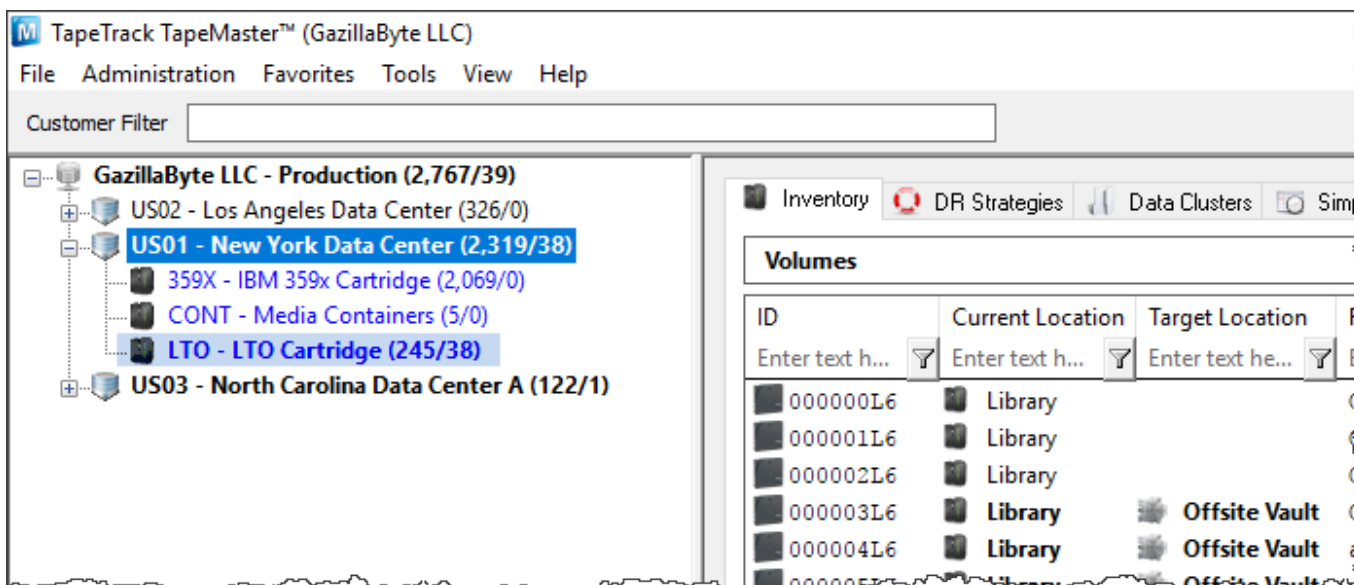 TapeTrack TapeMaster™ (GazillaByte LLC)
File Administration Favorites Tools View Help
Customer Filter
GazillaByte LLC - Production (2,767/39)
US02 - Los Angeles Data Center (326/0)
US01 - New York Data Center (2,319/38)
359X - IBM 359x Cartridge (2,069/0)
CONT - Media Containers (5/0)
LTO - LTO Cartridge (245/38)
US03 - North Carolina Data Center A (122/1)
Inventory DR Strategies Data Clusters
Volumes
ID Current Location Target Location
Enter text h... Enter text h... Enter text he...
000000L6 Library
000001L6 Library
000002L6 Library
000003L6 Library Offsite Vault
000004L6 Library Offsite Vault
Library Offsite Vault